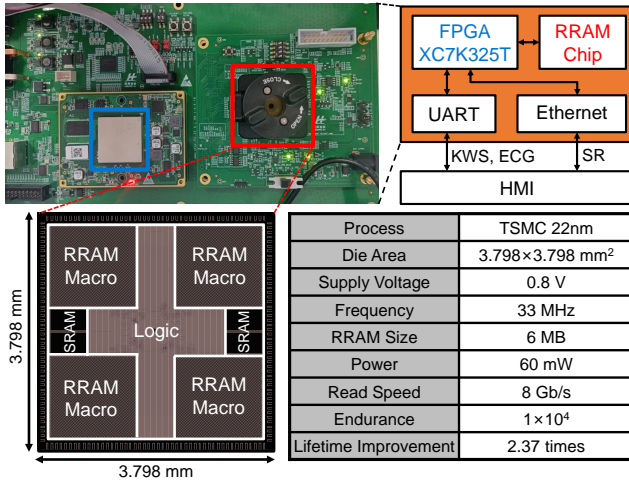 CLOSE
FPGA
XC7K325T
RRAM
Chip
UART
Ethernet
KWS, ECG
SR
HMI
3.798 mm
RRAM
Macro
RRAM
Macro
SRAM
Logic
SRAM
RRAM
Macro
RRAM
Macro
3.798 mm
Process TSMC 22nm
Die Area 3.798×3.798 mm²
Supply Voltage 0.8 V
Frequency 33 MHz
RRAM Size 6 MB
Power 60 mW
Read Speed 8 Gb/s
Endurance 1×10⁴
Lifetime Improvement 2.37 times